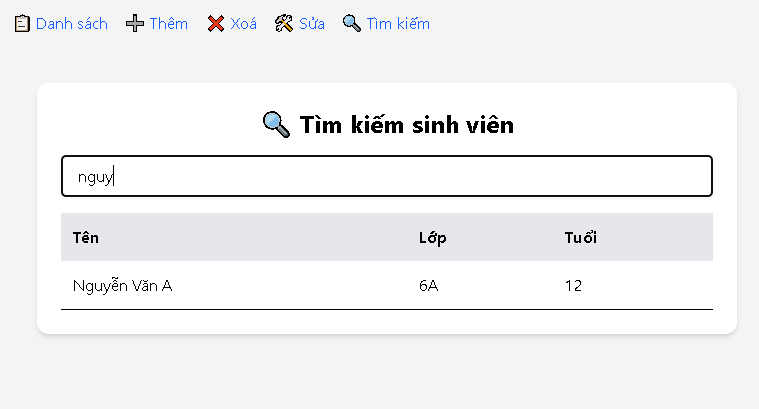 Danh sách Thêm Xoá Sửa Tìm kiếm
Tìm kiếm sinh viên
nguy
Tên Lớp Tuổi
Nguyễn Văn A 6A 12